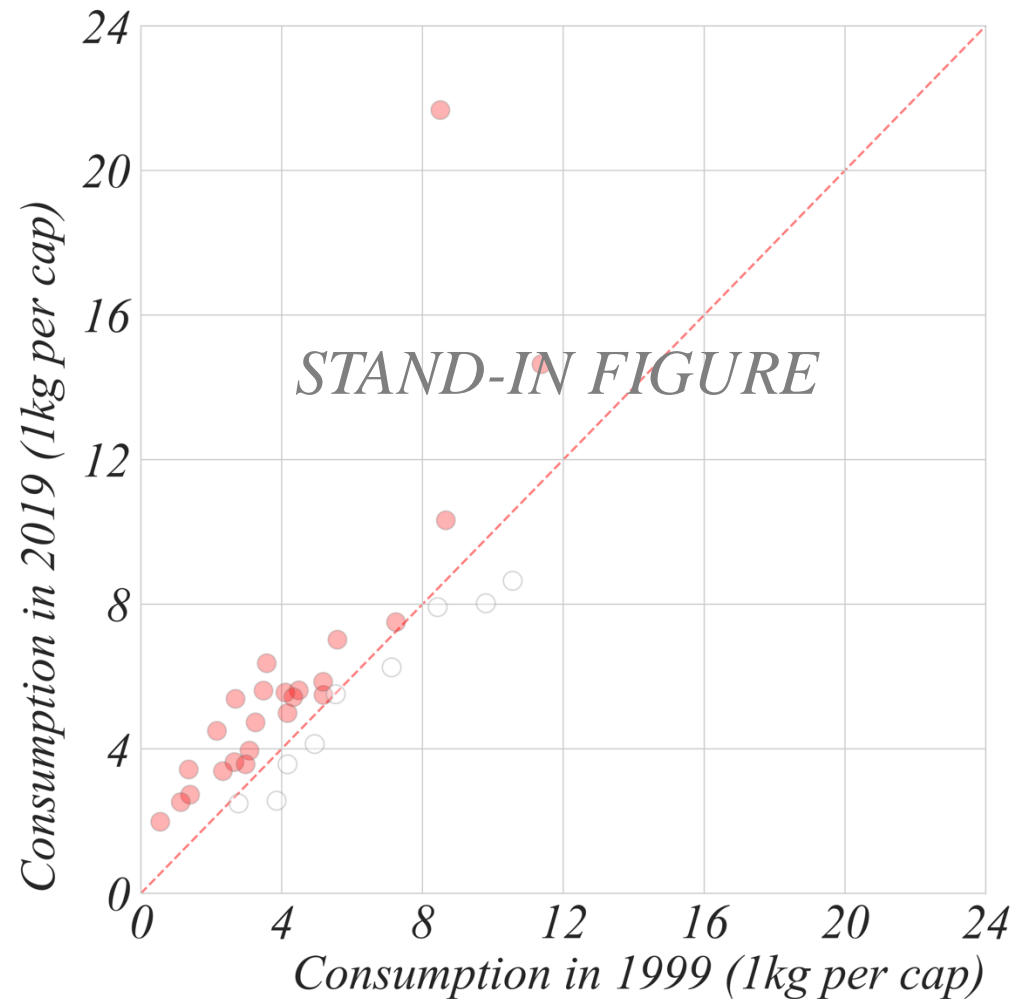 24
20
16
12
8
4
0
0 4 8 12 16 20 24
Consumption in 2019 (1kg per cap)
STAND-IN FIGURE
Consumption in 1999 (1kg per cap)